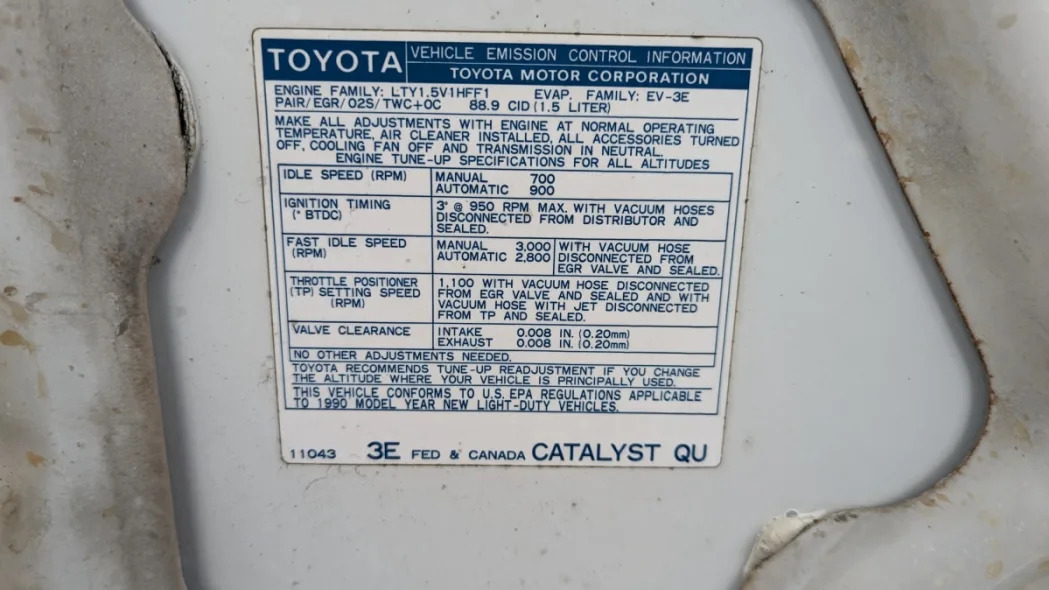 TOYOTA
VEHICLE EMISSION CONTROL INFORMATION
TOYOTA MOTOR CORPORATION
ENGINE FAMILY: LTY1.5V1HFF1 EVAP. FAMILY: EV-3E
PAIR/EGR/O2S/TWC+OC 88.9 CID (1.5 LITER)
MAKE ALL ADJUSTMENTS WITH ENGINE AT NORMAL OPERATING
TEMPERATURE, AIR CLEANER INSTALLED, ALL ACCESSORIES TURNED
OFF, COOLING FAN OFF AND TRANSMISSION IN NEUTRAL.
ENGINE TUNE-UP SPECIFICATIONS FOR ALL ALTITUDES
IDLE SPEED (RPM)
MANUAL 700
AUTOMATIC 900
IGNITION TIMING
(° BTDC)
3° @ 950 RPM MAX. WITH VACUUM HOSES
DISCONNECTED FROM DISTRIBUTOR AND
SEALED.
FAST IDLE SPEED
(RPM)
MANUAL 3,000
AUTOMATIC 2,800
WITH VACUUM HOSE
DISCONNECTED FROM
EGR VALVE AND SEALED.
THROTTLE POSITIONER
(TP) SETTING SPEED
(RPM)
1,100 WITH VACUUM HOSE DISCONNECTED
FROM EGR VALVE AND SEALED AND WITH
VACUUM HOSE WITH JET DISCONNECTED
FROM TP AND SEALED.
VALVE CLEARANCE
INTAKE 0.008 IN. (0.20mm)
EXHAUST 0.008 IN. (0.20mm)
NO OTHER ADJUSTMENTS NEEDED.
TOYOTA RECOMMENDS TUNE-UP READJUSTMENT IF YOU CHANGE
THE ALTITUDE WHERE YOUR VEHICLE IS PRINCIPALLY USED.
THIS VEHICLE CONFORMS TO U.S. EPA REGULATIONS APPLICABLE
TO 1990 MODEL YEAR NEW LIGHT-DUTY VEHICLES.
11043 3E FED & CANADA CATALYST QU